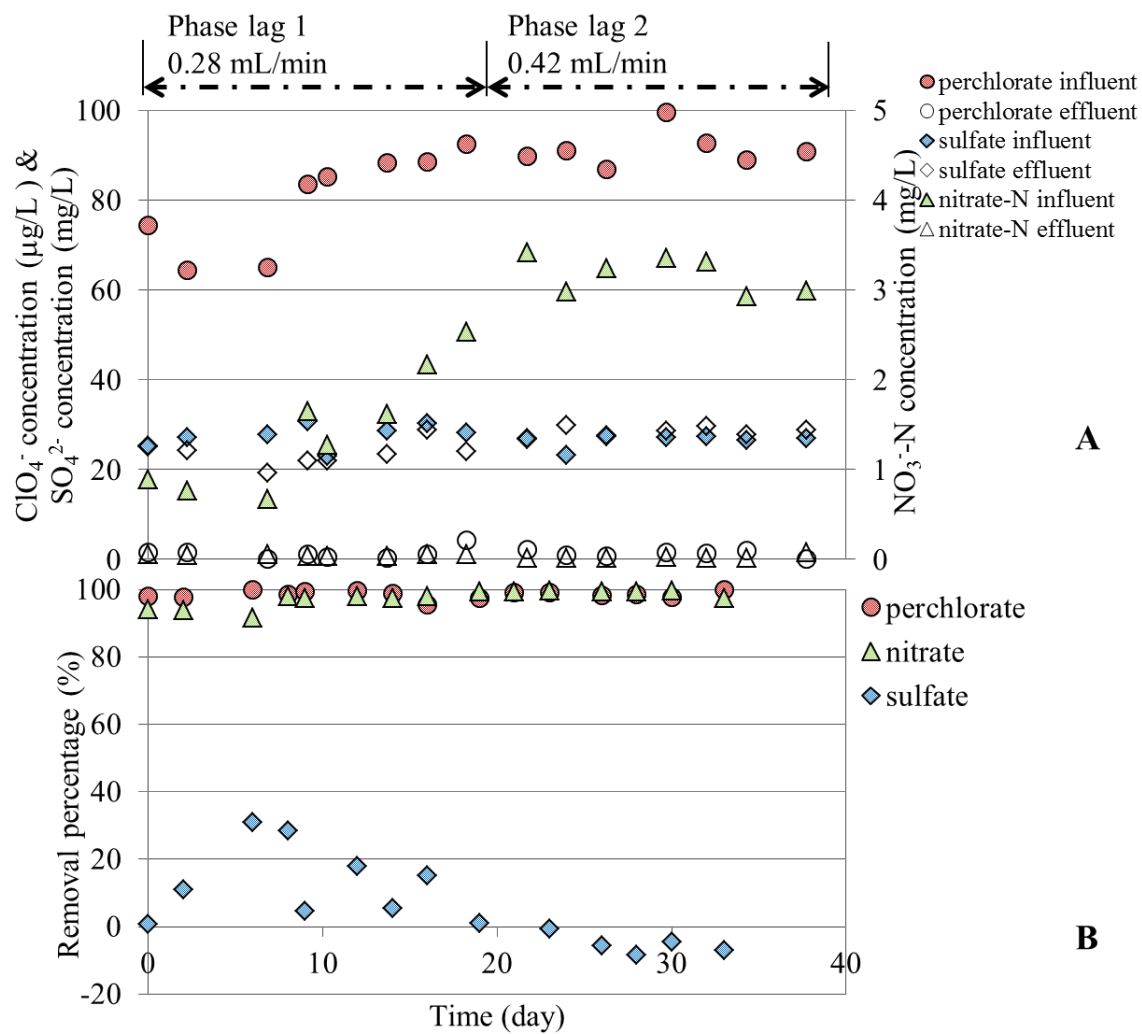 Phase lag 1
0.28 mL/min
Phase lag 2
0.42 mL/min
perchlorate influent
perchlorate effluent
sulfate influent
sulfate effluent
nitrate-N influent
nitrate-N effluent
ClO₄⁻ concentration (µg/L ) &
SO₄²⁻ concentration (mg/L)
100
80
60
40
20
0
5
4
3
2
1
0
NO₃⁻-N concentration (mg/L)
A
perchlorate
nitrate
sulfate
Removal percentage (%)
100
80
60
40
20
0
-20
0
10
20
30
40
Time (day)
B